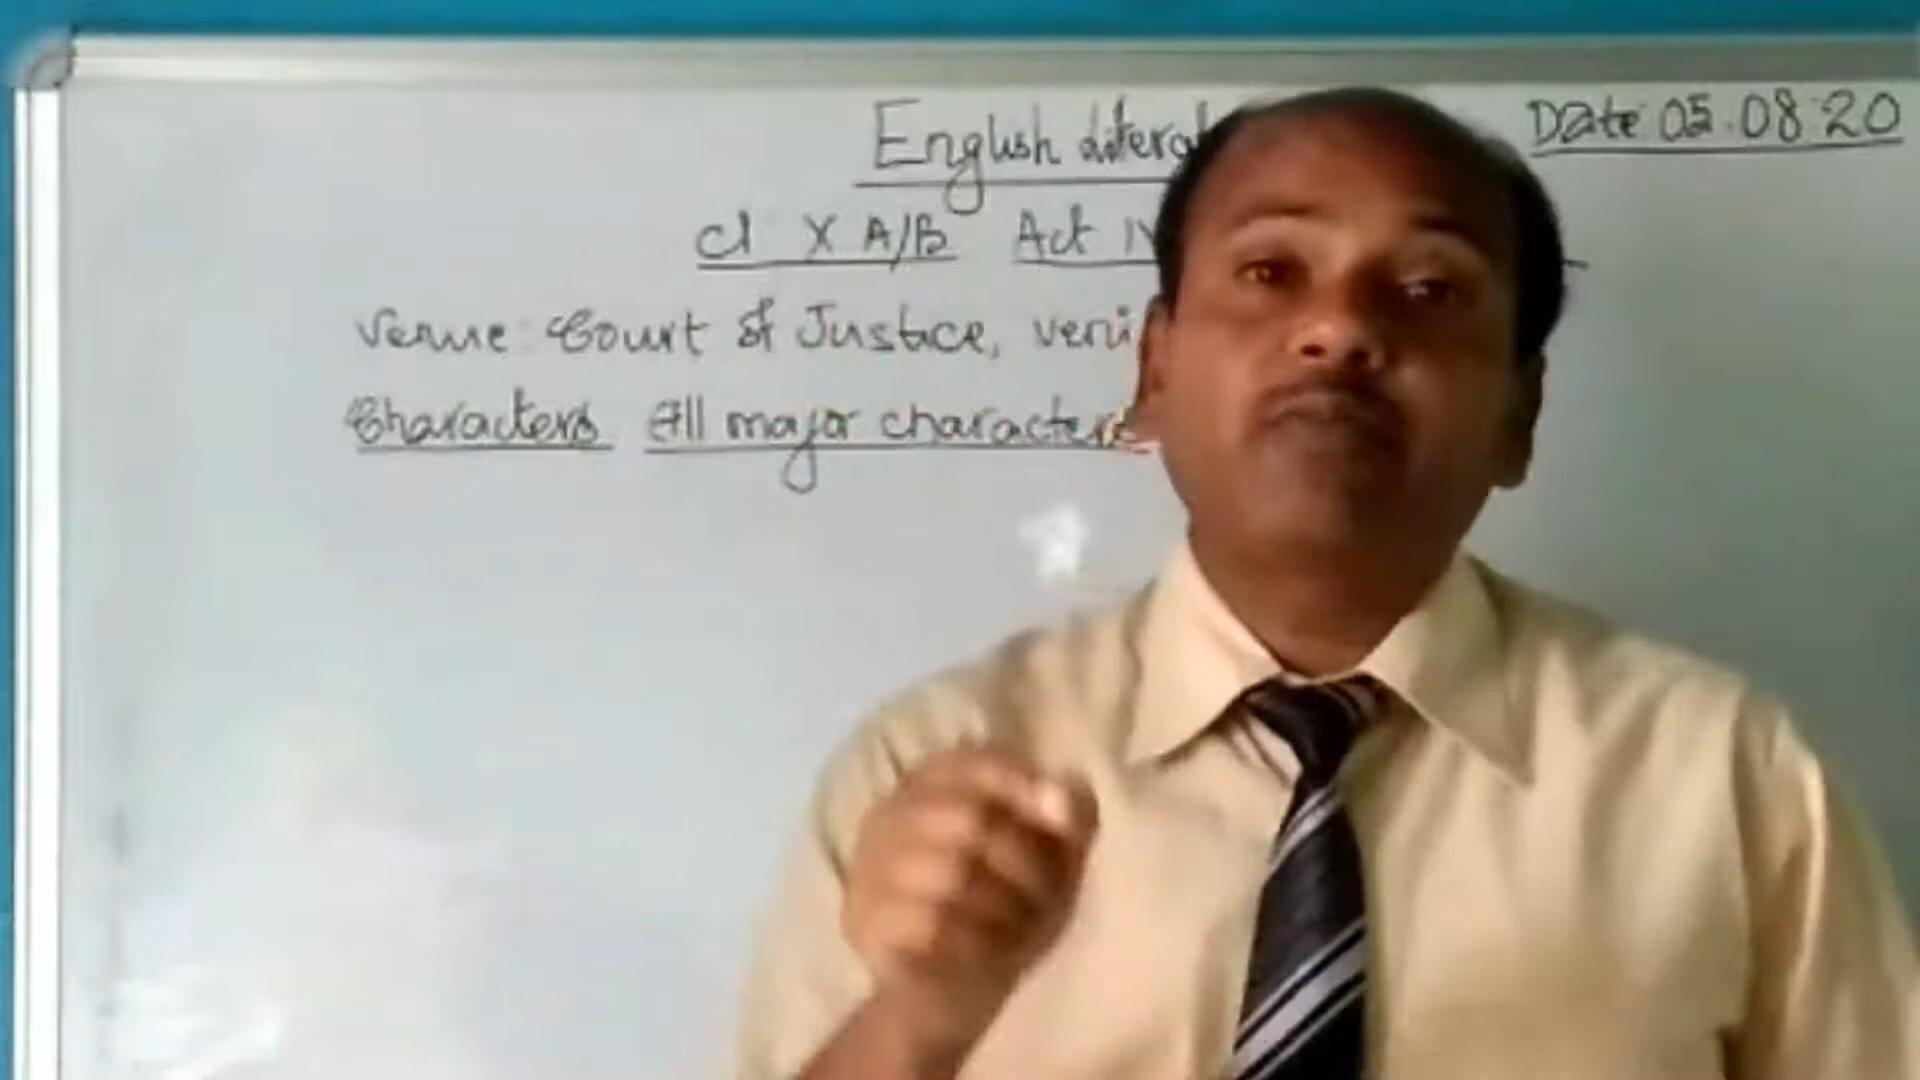 English Literat
Date: 05.08.20
Cl X A/B Act IV
Venue: Court of Justice, Veni
Characters All major characters